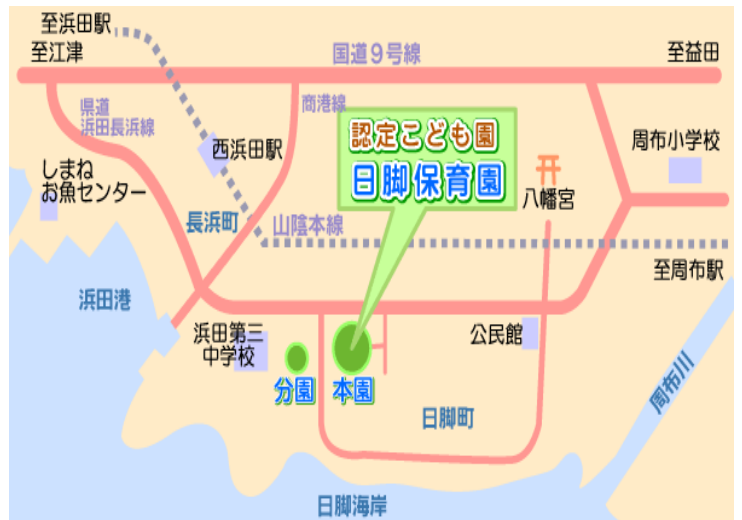 至浜田駅
至江津
国道9号線
至益田
県道
浜田長浜線
商港線
認定こども園
日脚保育園
周布小学校
西浜田駅
しまね
お魚センター
八幡宮
長浜町
山陰本線
至周布駅
浜田港
浜田第三
中学校
公民館
分園
本園
周布川
日脚町
日脚海岸